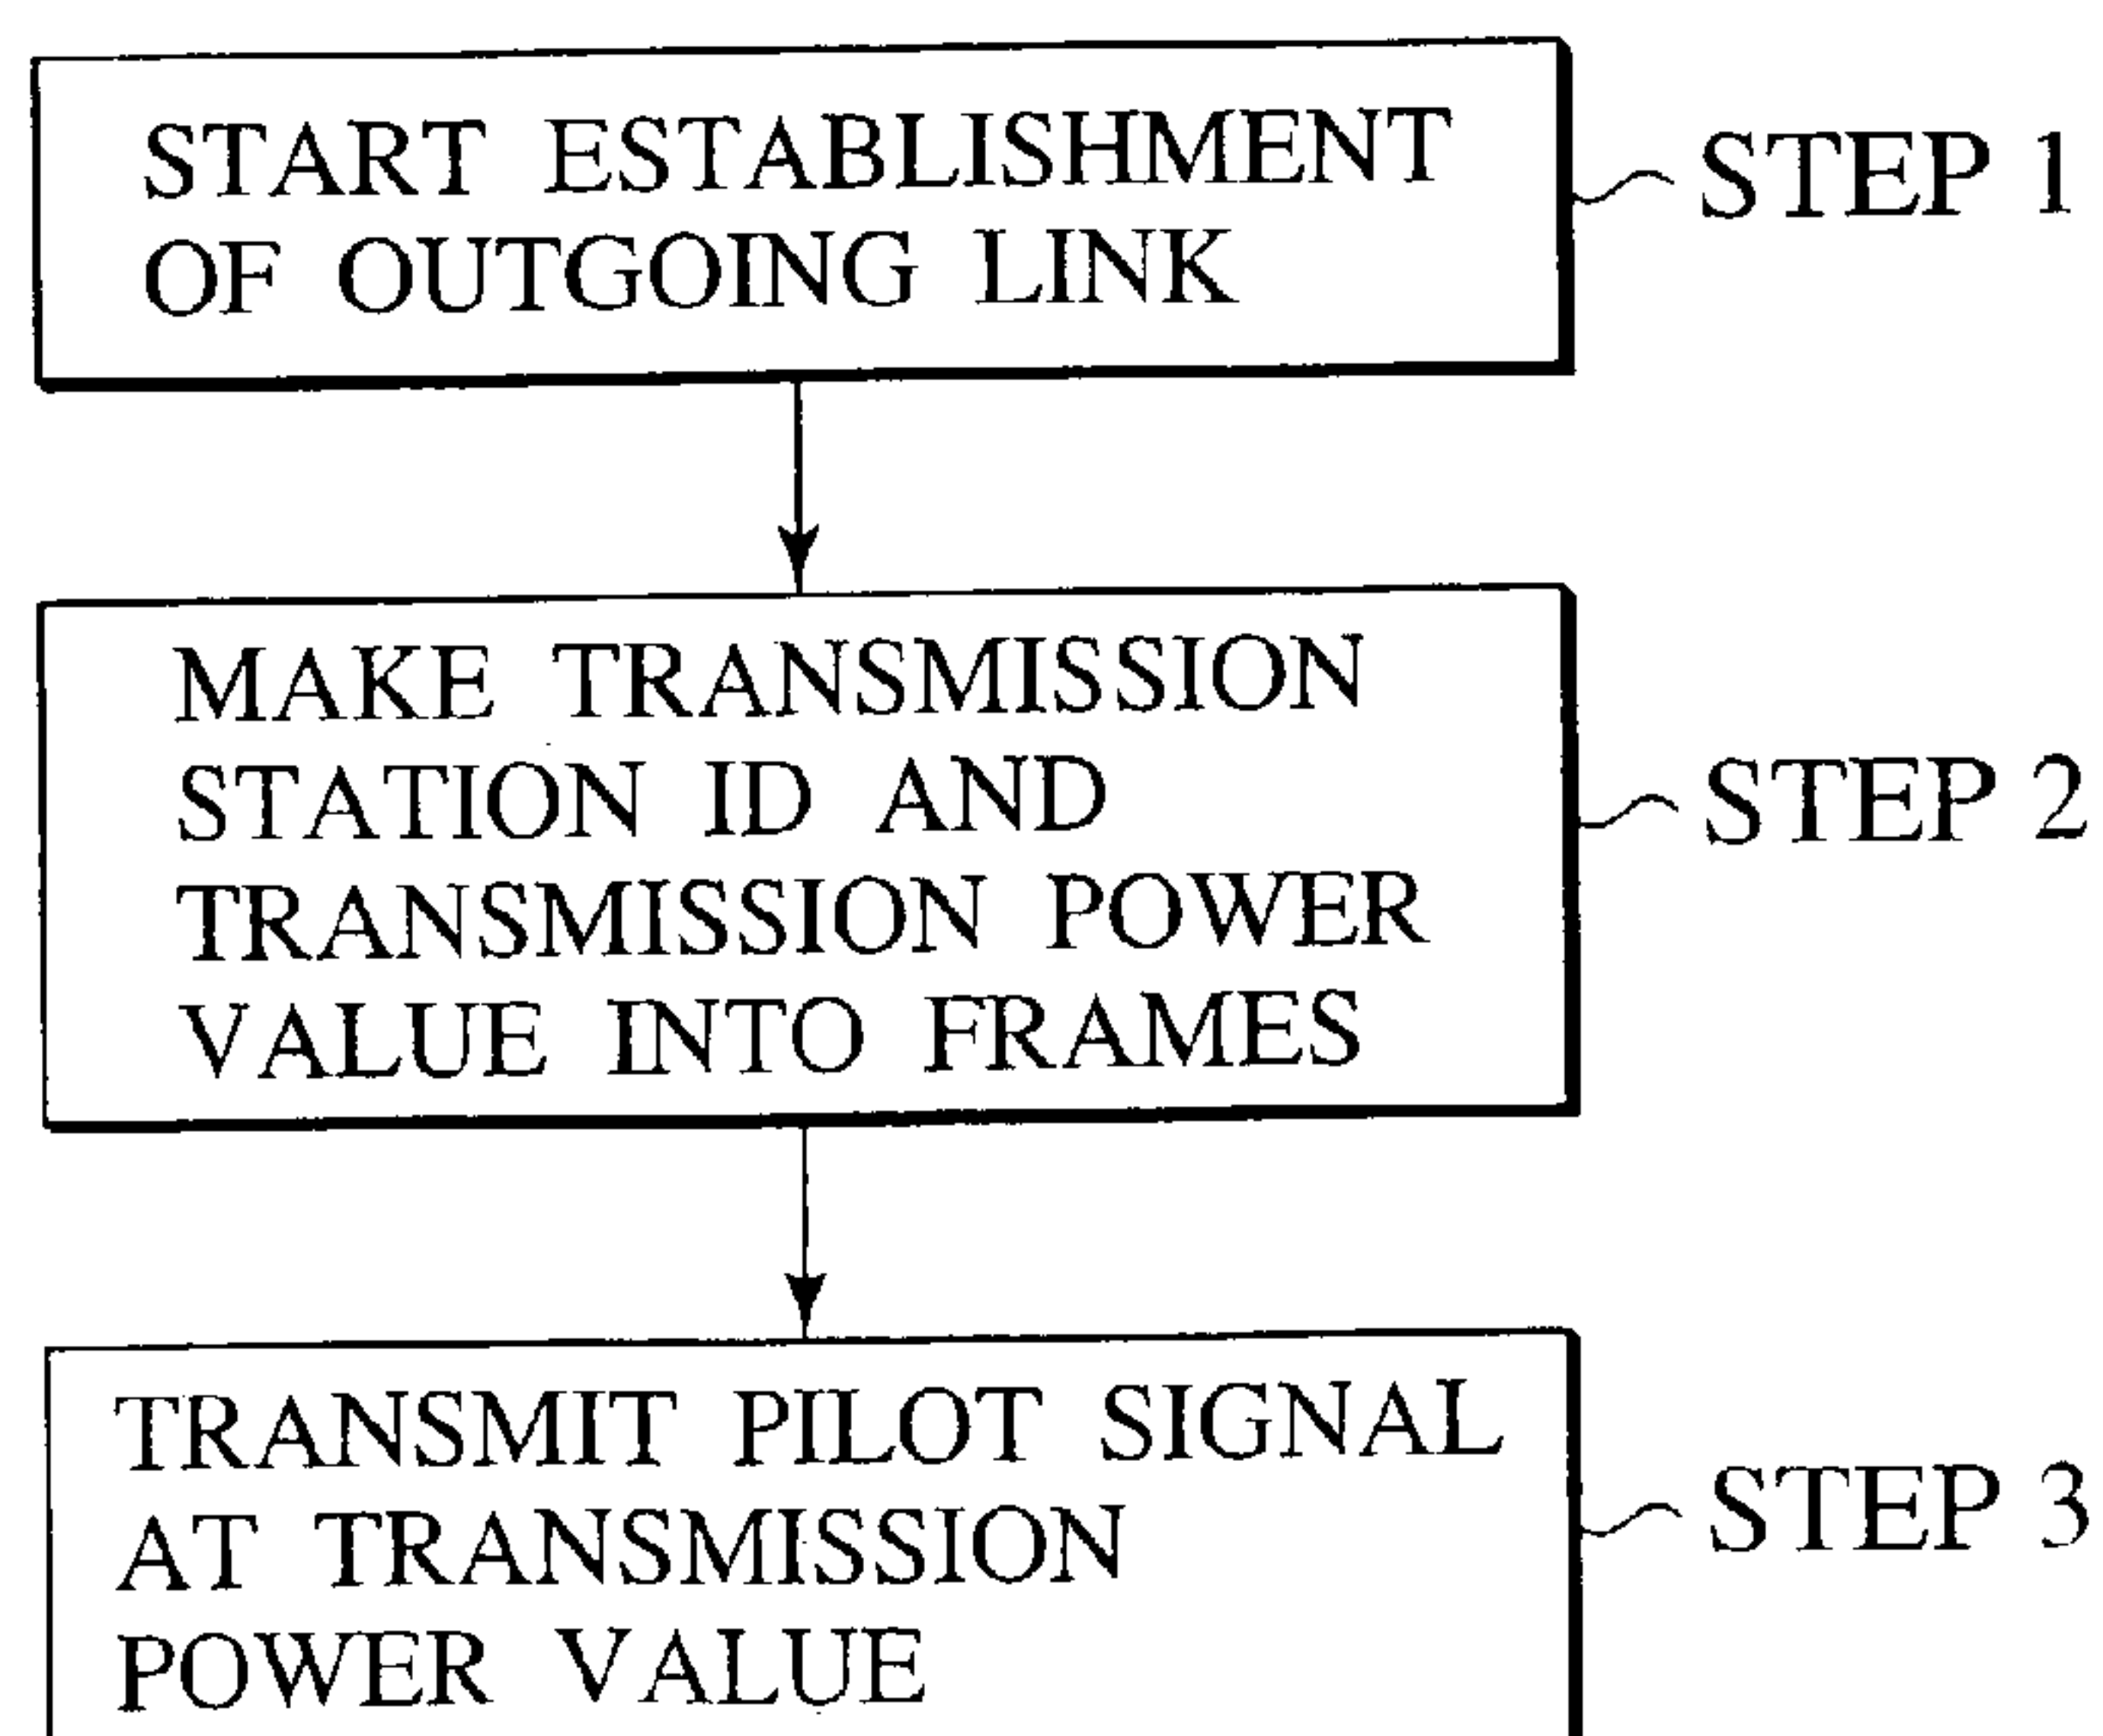 START ESTABLISHMENT
OF OUTGOING LINK
STEP 1
MAKE TRANSMISSION
STATION ID AND
TRANSMISSION POWER
VALUE INTO FRAMES
STEP 2
TRANSMIT PILOT SIGNAL
AT TRANSMISSION
POWER VALUE
STEP 3